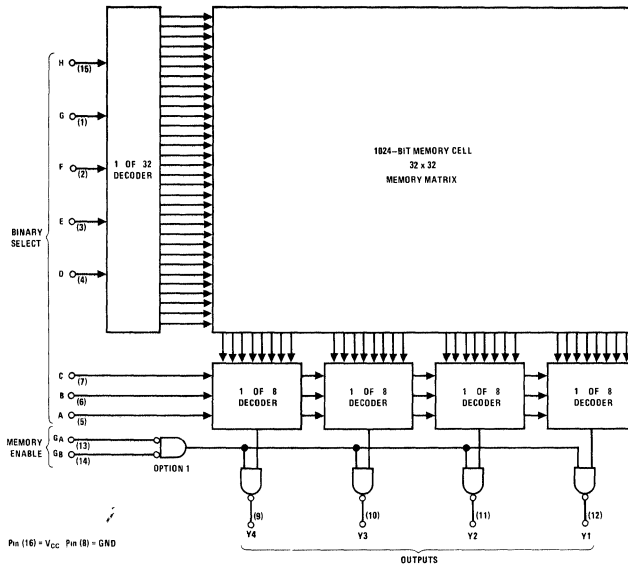 H
(15)
G
(1)
F
(2)
E
(3)
D
(4)
BINARY
SELECT
1 OF 32
DECODER
1024-BIT MEMORY CELL
32 x 32
MEMORY MATRIX
C
(7)
B
(6)
A
(5)
1 OF 8
DECODER
1 OF 8
DECODER
1 OF 8
DECODER
1 OF 8
DECODER
MEMORY
ENABLE
GA
(13)
GB
(14)
OPTION 1
(9)
(10)
(11)
(12)
Y4
Y3
Y2
Y1
Pin (16) = VCC Pin (8) = GND
OUTPUTS